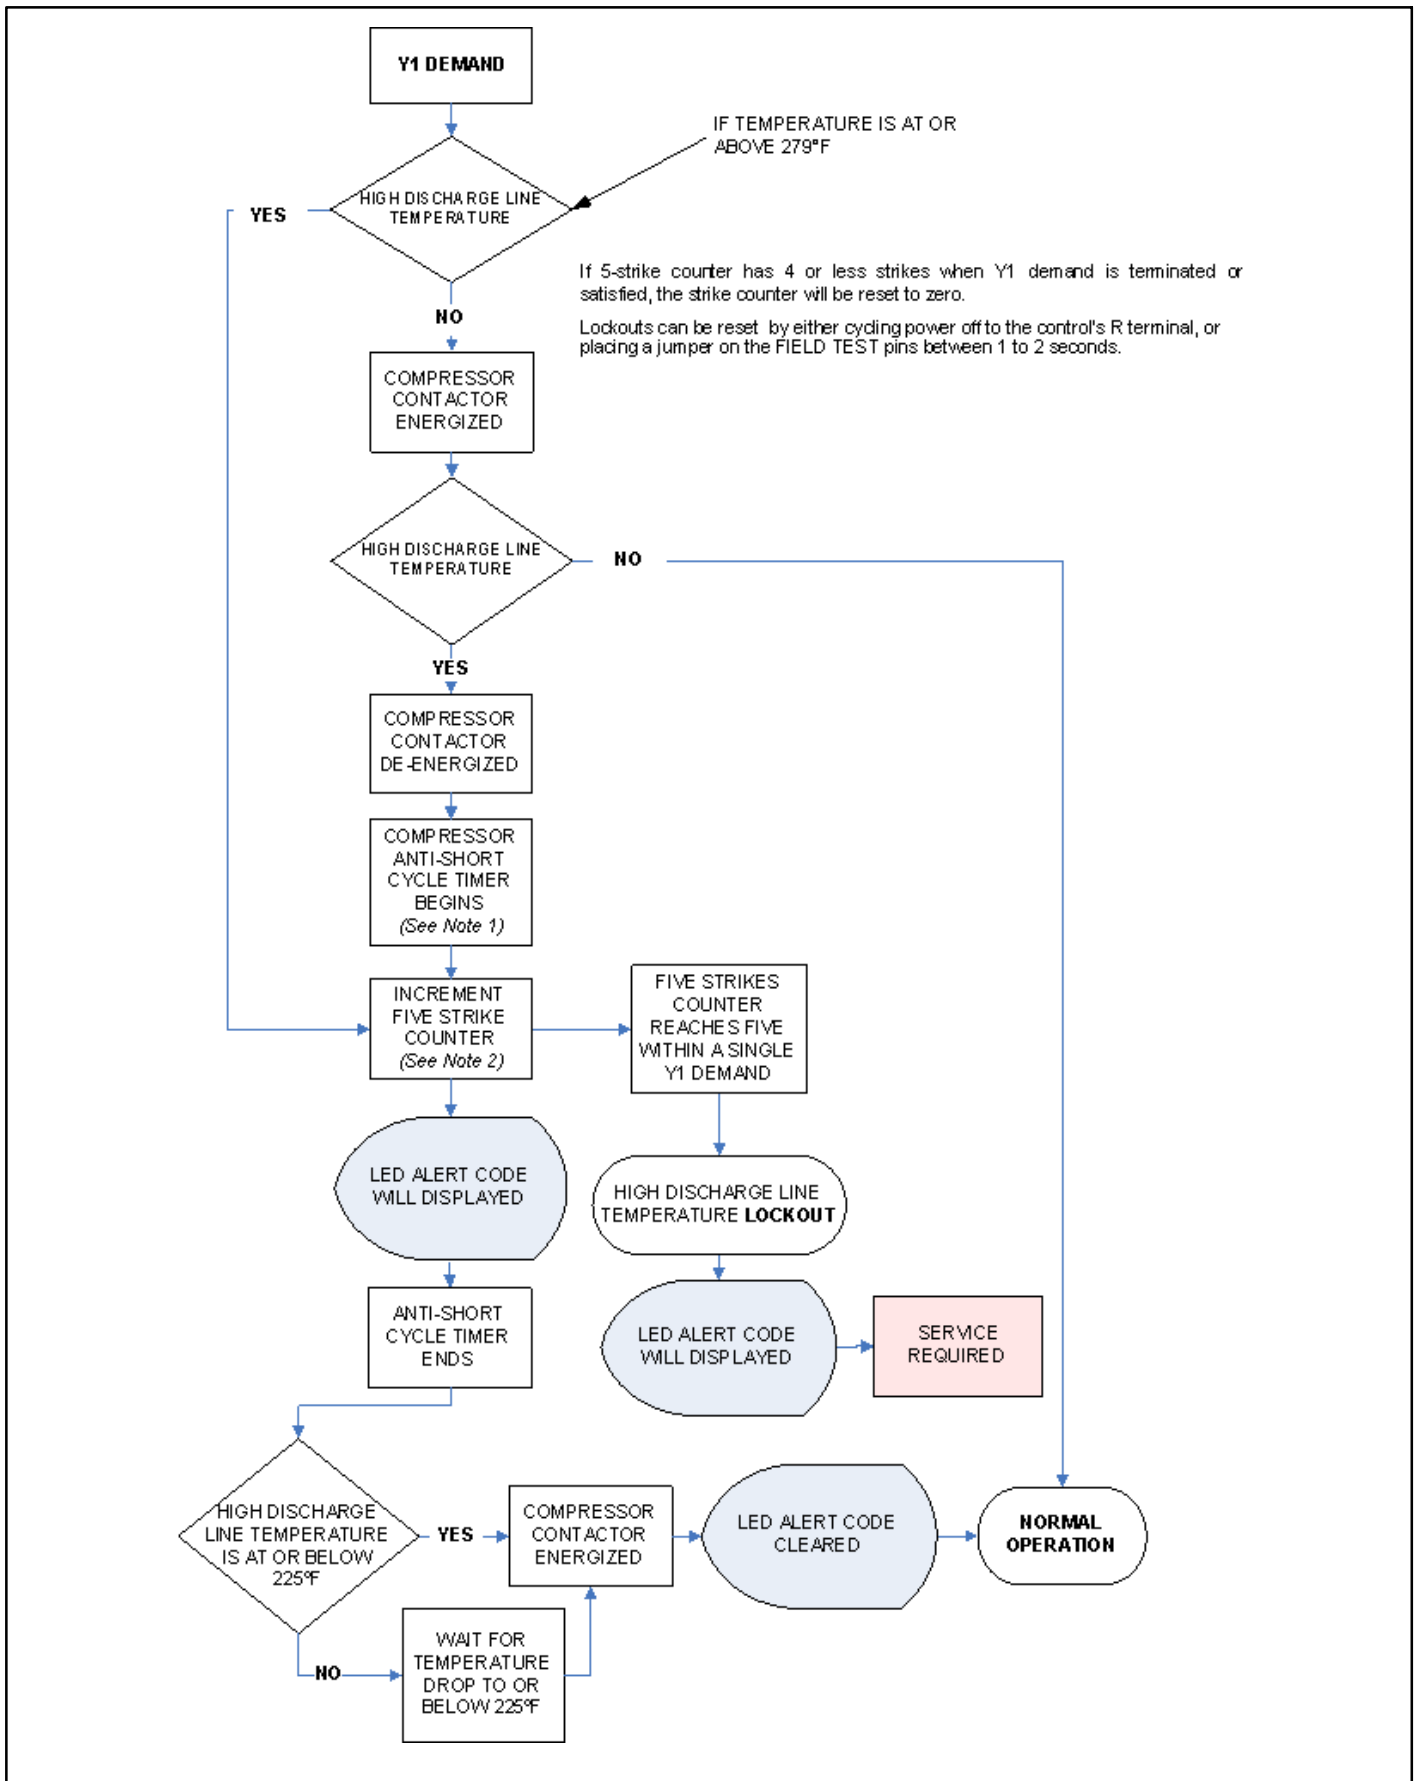 Y1 DEMAND
IF TEMPERATURE IS AT OR
ABOVE 279°F
HIGH DISCHARGE LINE
TEMPERATURE
YES
If 5-strike counter has 4 or less strikes when Y1 demand is terminated or
satisfied, the strike counter will be reset to zero.
NO
Lockouts can be reset by either cycling power off to the control's R terminal, or
placing a jumper on the FIELD TEST pins between 1 to 2 seconds.
COMPRESSOR
CONTACTOR
ENERGIZED
HIGH DISCHARGE LINE
TEMPERATURE
NO
YES
COMPRESSOR
CONTACTOR
DE-ENERGIZED
COMPRESSOR
ANTI-SHORT
CYCLE TIMER
BEGINS
(See Note 1)
INCREMENT
FIVE STRIKE
COUNTER
(See Note 2)
FIVE STRIKES
COUNTER
REACHES FIVE
WITHIN A SINGLE
Y1 DEMAND
LED ALERT CODE
WILL DISPLAYED
HIGH DISCHARGE LINE
TEMPERATURE LOCKOUT
ANTI-SHORT
CYCLE TIMER
ENDS
LED ALERT CODE
WILL DISPLAYED
SERVICE
REQUIRED
HIGH DISCHARGE
LINE TEMPERATURE
IS AT OR BELOW
225°F
YES
COMPRESSOR
CONTACTOR
ENERGIZED
LED ALERT CODE
CLEARED
NORMAL
OPERATION
NO
WAIT FOR
TEMPERATURE
DROP TO OR
BELOW 225°F